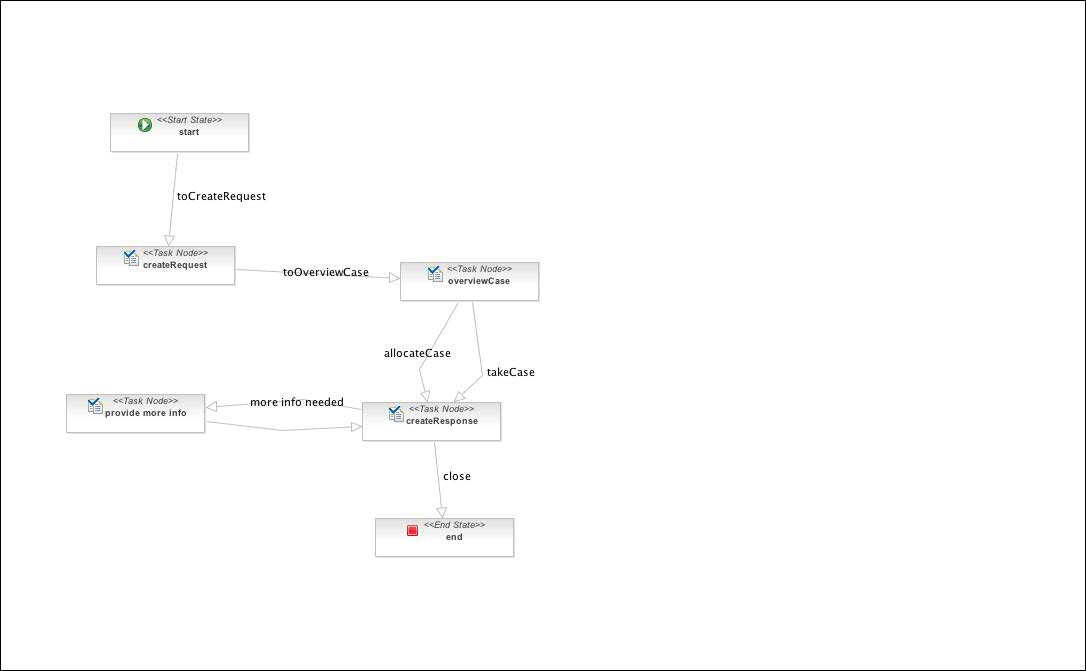 <<Start State>>
start
toCreateRequest
<<Task Node>>
createRequest
toOverviewCase
<<Task Node>>
overviewCase
allocateCase
takeCase
<<Task Node>>
provide more info
more info needed
<<Task Node>>
createResponse
close
<<End State>>
end